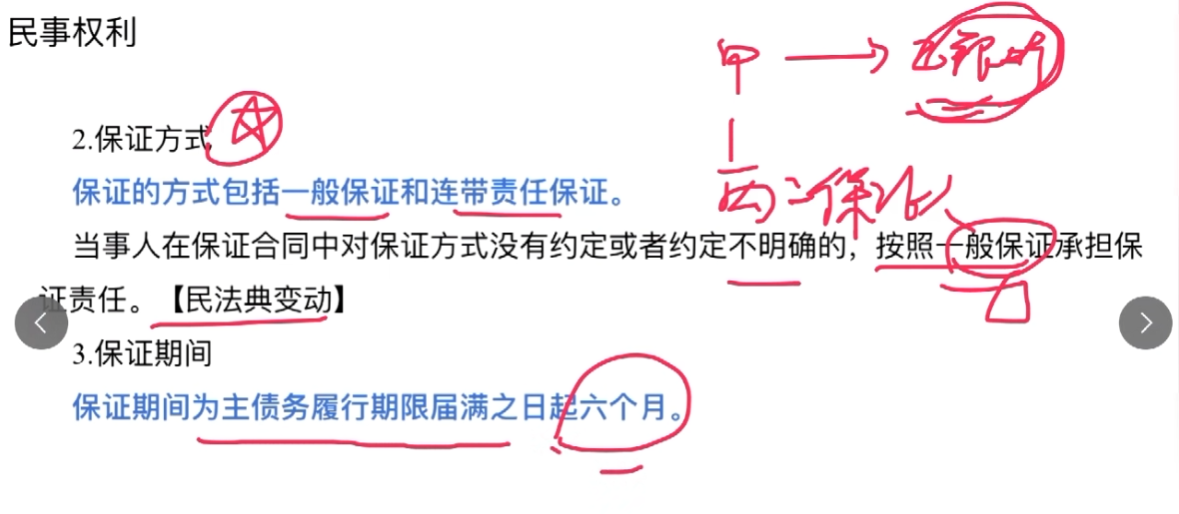 民事权利
甲 → 乙银行
2.保证方式
保证的方式包括一般保证和连带责任保证。
丙:保证人
当事人在保证合同中对保证方式没有约定或者约定不明确的，按照一般保证承担保
证责任。【民法典变动】
3.保证期间
保证期间为主债务履行期限届满之日起六个月。